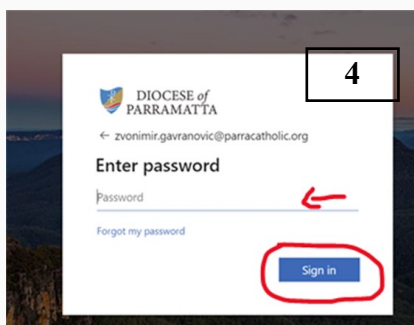 4
DIOCESE of
PARRAMATTA
← zvonimir.gavranovic@parracatholic.org
Enter password
Password
Forgot my password
Sign in